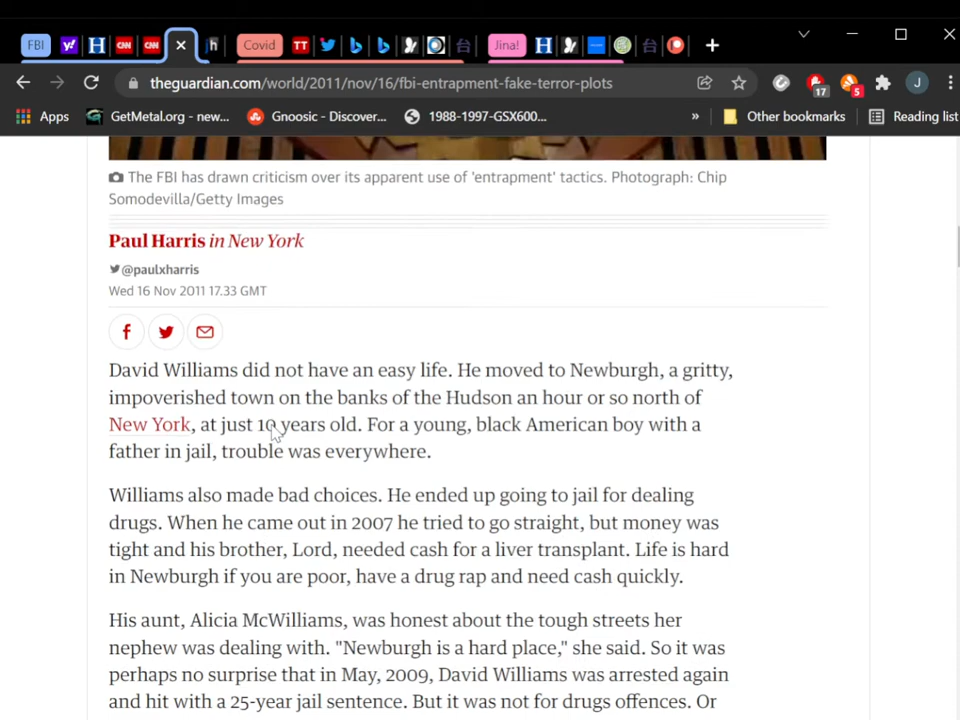 FBI
Covid
TT
Jina!
theguardian.com/world/2011/nov/16/fbi-entrapment-fake-terror-plots
17
5
J
Apps
GetMetal.org - new...
Gnoosic - Discover...
1988-1997-GSX600...
»
Other bookmarks
Reading list
The FBI has drawn criticism over its apparent use of 'entrapment' tactics. Photograph: Chip
Somodevilla/Getty Images
Paul Harris in New York
@paulxharris
Wed 16 Nov 2011 17.33 GMT
David Williams did not have an easy life. He moved to Newburgh, a gritty,
impoverished town on the banks of the Hudson an hour or so north of
New York, at just 10 years old. For a young, black American boy with a
father in jail, trouble was everywhere.
Williams also made bad choices. He ended up going to jail for dealing
drugs. When he came out in 2007 he tried to go straight, but money was
tight and his brother, Lord, needed cash for a liver transplant. Life is hard
in Newburgh if you are poor, have a drug rap and need cash quickly.
His aunt, Alicia McWilliams, was honest about the tough streets her
nephew was dealing with. "Newburgh is a hard place," she said. So it was
perhaps no surprise that in May, 2009, David Williams was arrested again
and hit with a 25-year jail sentence. But it was not for drugs offences. Or